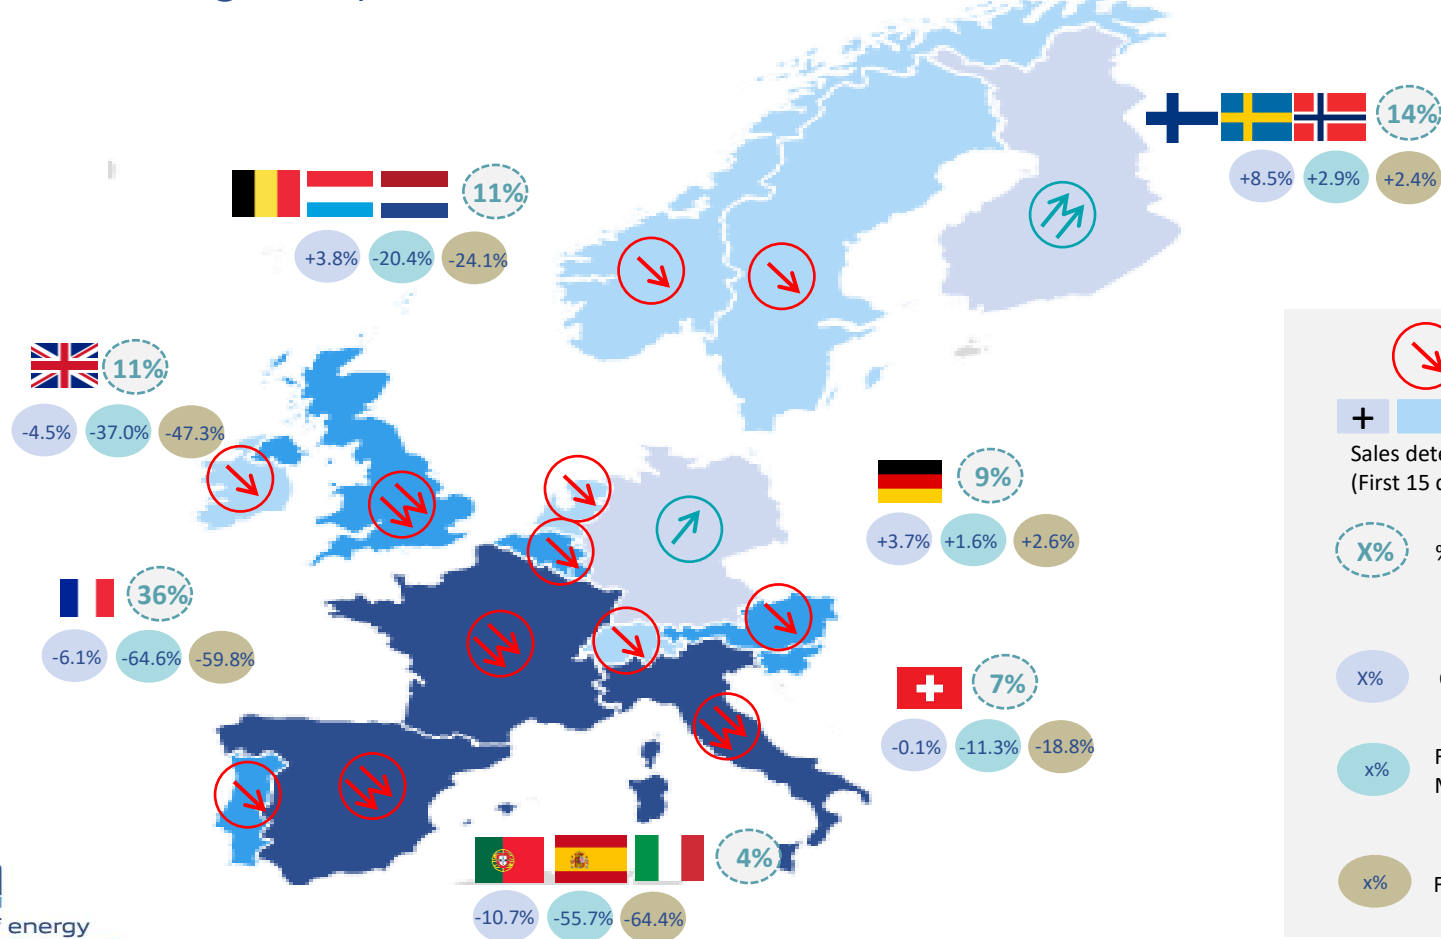 14%
+8.5% +2.9% +2.4%
11%
+3.8% -20.4% -24.1%
11%
-4.5% -37.0% -47.3%
+
Sales dete
(First 15 d
9%
+3.7% +1.6% +2.6%
X% %
36%
-6.1% -64.6% -59.8%
7%
-0.1% -11.3% -18.8%
X%
x% F
M
4%
-10.7% -55.7% -64.4%
x% F
energy